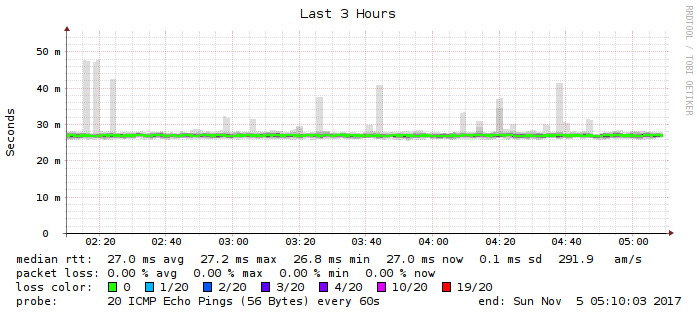 Last 3 Hours
RRDTOOL / TOBI OETIKER
Seconds
50 m
40 m
30 m
20 m
10 m
0
02:20 02:40 03:00 03:20 03:40 04:00 04:20 04:40 05:00
median rtt: 27.0 ms avg 27.2 ms max 26.8 ms min 27.0 ms now 0.1 ms sd 291.9 am/s
packet loss: 0.00 % avg 0.00 % max 0.00 % min 0.00 % now
loss color: 0 1/20 2/20 3/20 4/20 10/20 19/20
probe: 20 ICMP Echo Pings (56 Bytes) every 60s end: Sun Nov 5 05:10:03 2017